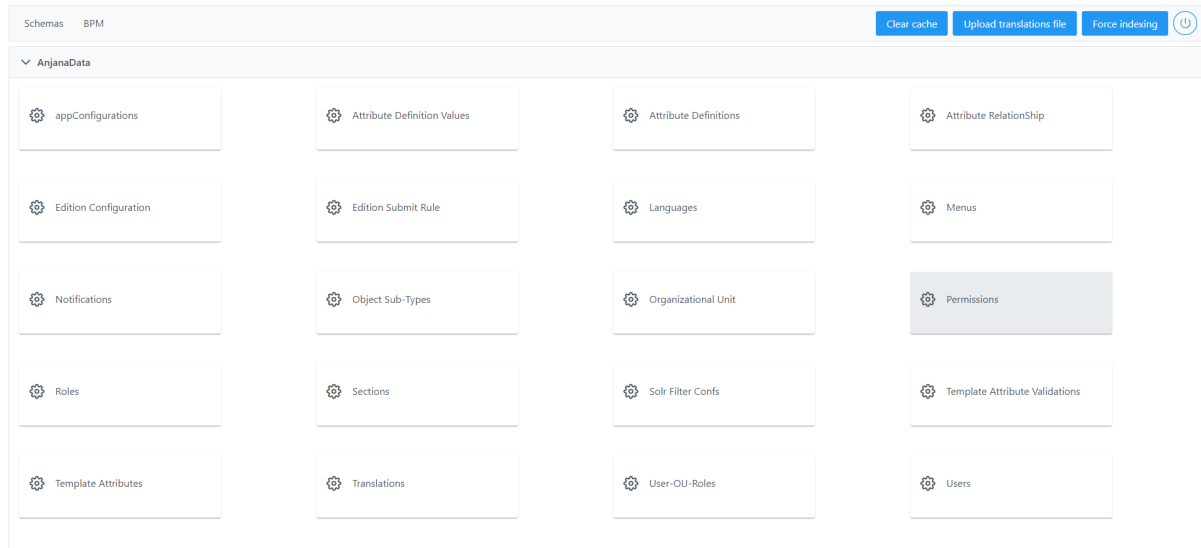 Schemas BPM Clear cache Upload translations file Force indexing
AnjanaData
appConfigurations Attribute Definition Values Attribute Definitions Attribute RelationShip
Edition Configuration Edition Submit Rule Languages Menus
Notifications Object Sub-Types Organizational Unit Permissions
Roles Sections Solr Filter Confs Template Attribute Validations
Template Attributes Translations User-OU-Roles Users